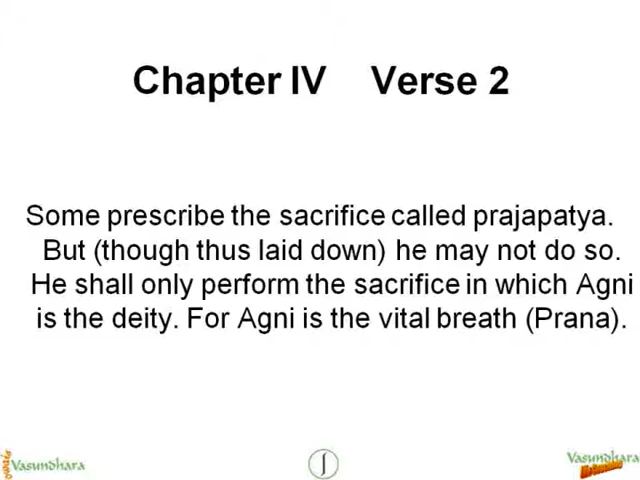 Chapter IV Verse 2
Some prescribe the sacrifice called prajapatya.
But (though thus laid down) he may not do so.
He shall only perform the sacrifice in which Agni
is the deity. For Agni is the vital breath (Prana).
Vasundhara
Vasundhara